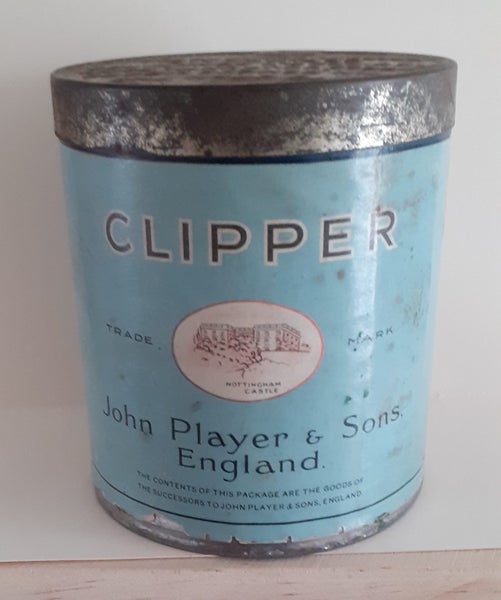 CLIPPER
TRADE MARK
NOTTINGHAM
CASTLE
John Player & Sons.
England.
THE CONTENTS OF THIS PACKAGE ARE THE GOODS OF
THE SUCCESSORS TO JOHN PLAYER & SONS, ENGLAND